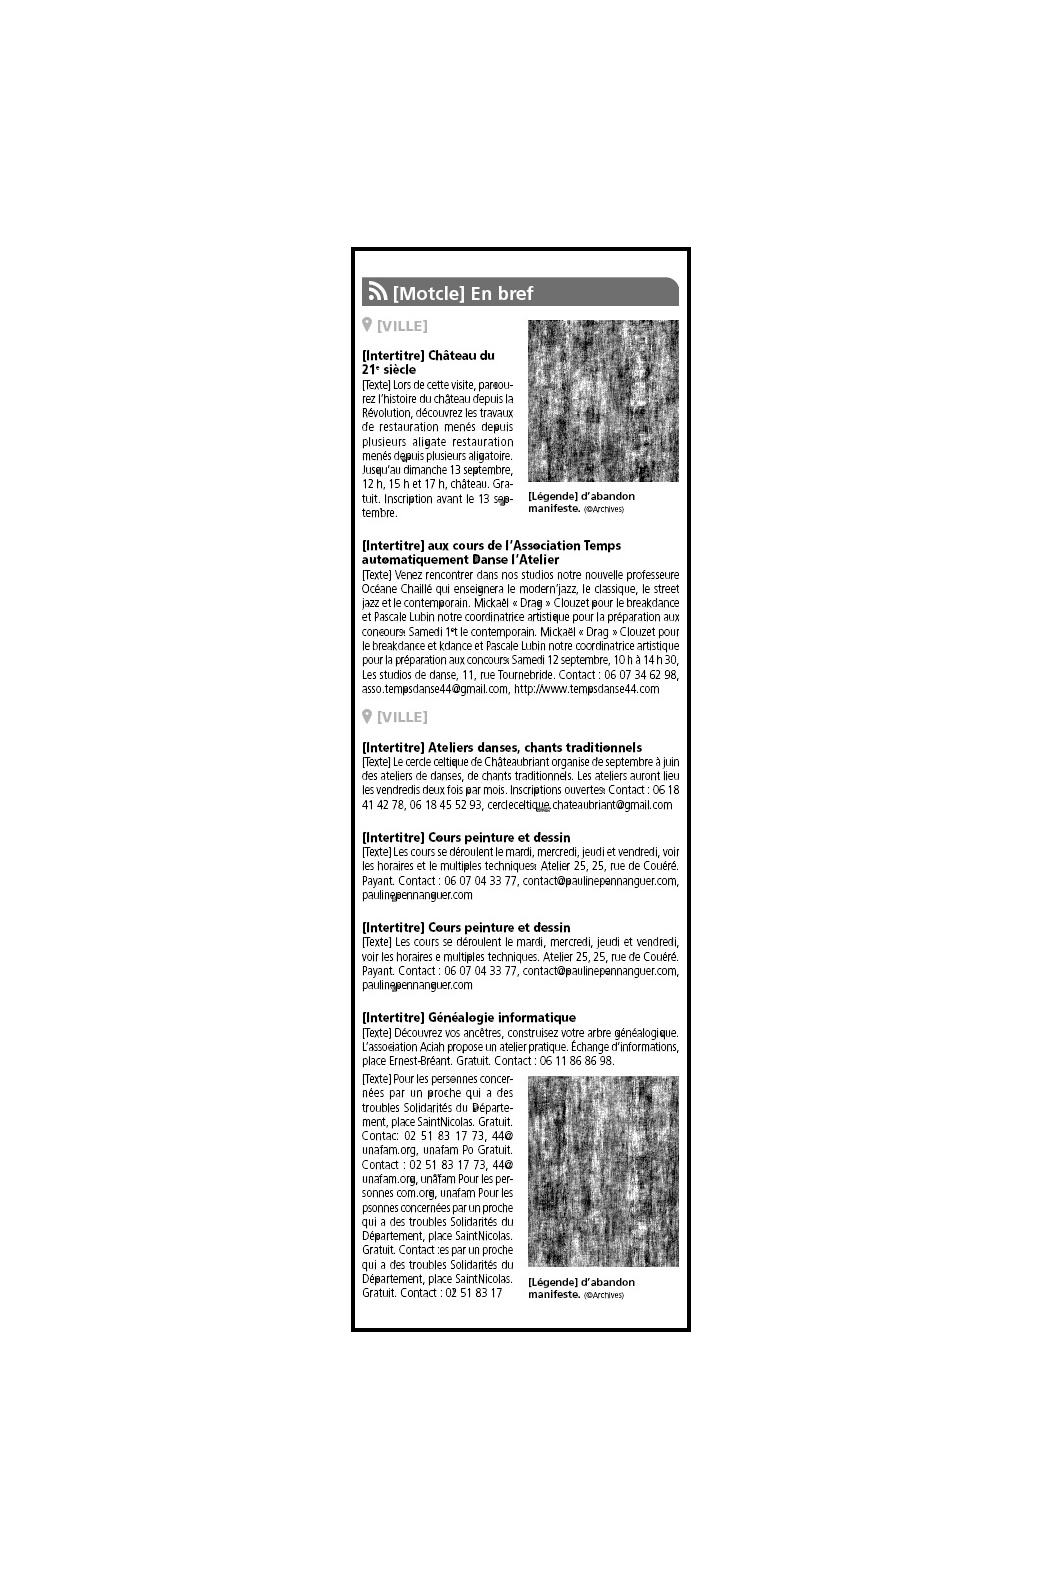 [Motcle] En bref
[VILLE]
[Intertitre] Château du
21e siècle
[Texte] Lors de cette visite, parcou-
rez l'histoire du château depuis la
Révolution, découvrez les travaux
de restauration menés depuis
plusieurs aligate restauration
menés depuis plusieurs aligatoire.
Jusqu'au dimanche 13 septembre,
12 h, 15 h et 17 h, château. Gra-
tuit. Inscription avant le 13 sep-
tembre.
[Légende] d'abandon
manifeste. (©Archives)
[Intertitre] aux cours de l'Association Temps
automatiquement Danse l'Atelier
[Texte] Venez rencontrer dans nos studios notre nouvelle professeure
Océane Chaillé qui enseignera le modern'jazz, le classique, le street
jazz et le contemporain. Mickaël « Drag » Clouzet pour le breakdance
et Pascale Lubin notre coordinatrice artistique pour la préparation aux
concours. Samedi 1et le contemporain. Mickaël « Drag » Clouzet pour
le breakdance et kdance et Pascale Lubin notre coordinatrice artistique
pour la préparation aux concours. Samedi 12 septembre, 10 h à 14 h 30,
Les studios de danse, 11, rue Tournebride. Contact : 06 07 34 62 98,
asso.tempsdanse44@gmail.com, http://www.tempsdanse44.com
[VILLE]
[Intertitre] Ateliers danses, chants traditionnels
[Texte] Le cercle celtique de Châteaubriant organise de septembre à juin
des ateliers de danses, de chants traditionnels. Les ateliers auront lieu
les vendredis deux fois par mois. Inscriptions ouvertes. Contact : 06 18
41 42 78, 06 18 45 52 93, cercleceltique.chateaubriant@gmail.com
[Intertitre] Cours peinture et dessin
[Texte] Les cours se déroulent le mardi, mercredi, jeudi et vendredi, voir
les horaires et le multiples techniques. Atelier 25, 25, rue de Couéré.
Payant. Contact : 06 07 04 33 77, contact@paulinepennanguer.com,
paulinepennanguer.com
[Intertitre] Cours peinture et dessin
[Texte] Les cours se déroulent le mardi, mercredi, jeudi et vendredi,
voir les horaires e multiples techniques. Atelier 25, 25, rue de Couéré.
Payant. Contact : 06 07 04 33 77, contact@paulinepennanguer.com,
paulinepennanguer.com
[Intertitre] Généalogie informatique
[Texte] Découvrez vos ancêtres, construisez votre arbre généalogique.
L'association Aciah propose un atelier pratique. Échange d'informations,
place Ernest-Bréant. Gratuit. Contact : 06 11 86 86 98.
[Texte] Pour les personnes concer-
nées par un proche qui a des
troubles Solidarités du Départe-
ment, place SaintNicolas. Gratuit.
Contac: 02 51 83 17 73, 44@
unafam.org, unafam Po Gratuit.
Contact : 02 51 83 17 73, 44@
unafam.org, unafam Pour les per-
sonnes com.org, unafam Pour les
psonnes concernées par un proche
qui a des troubles Solidarités du
Département, place SaintNicolas.
Gratuit. Contact :es par un proche
qui a des troubles Solidarités du
Département, place SaintNicolas.
Gratuit. Contact : 02 51 83 17
[Légende] d'abandon
manifeste. (©Archives)